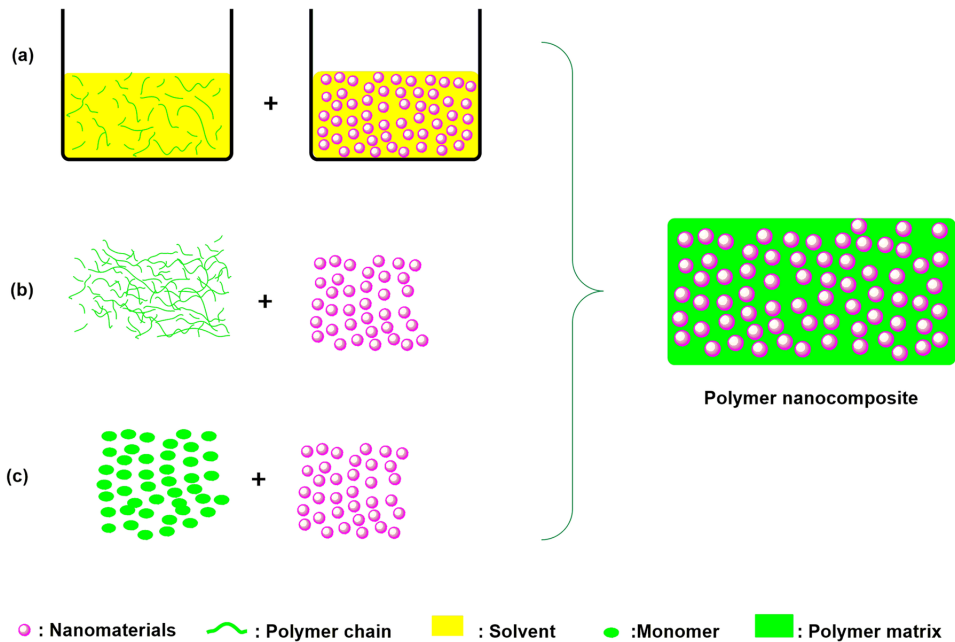 (a)
+
(b)
+
Polymer nanocomposite
(c)
+
: Nanomaterials
: Polymer chain
: Solvent
:Monomer
: Polymer matrix